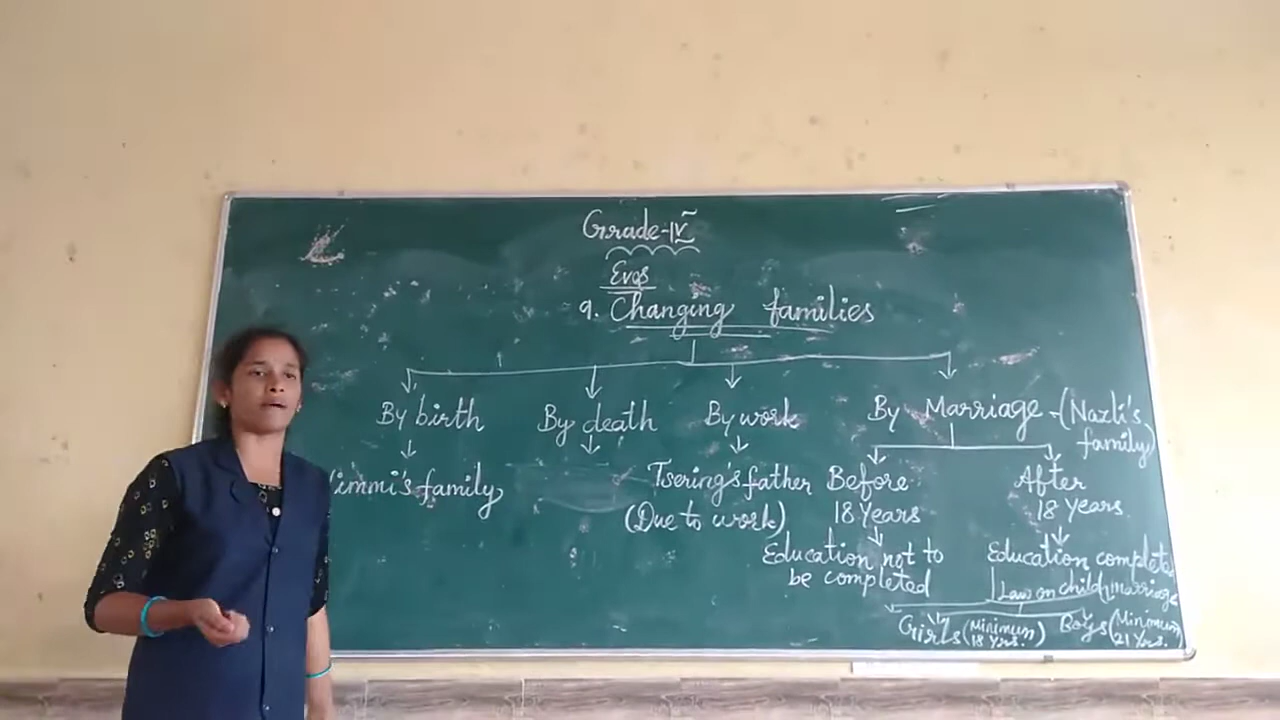 Grade-IV
Evs
9. Changing families
By birth
By death
By work
By Marriage - (Nazli's family)
immi's family
Tsering's father
(Due to work)
Before
18 Years
After
18 Years
Education not to
be completed
Education complete
Law on child marriage
Girls (Minimum 18 Yrs.)
Boys (Minimum 21 Yrs.